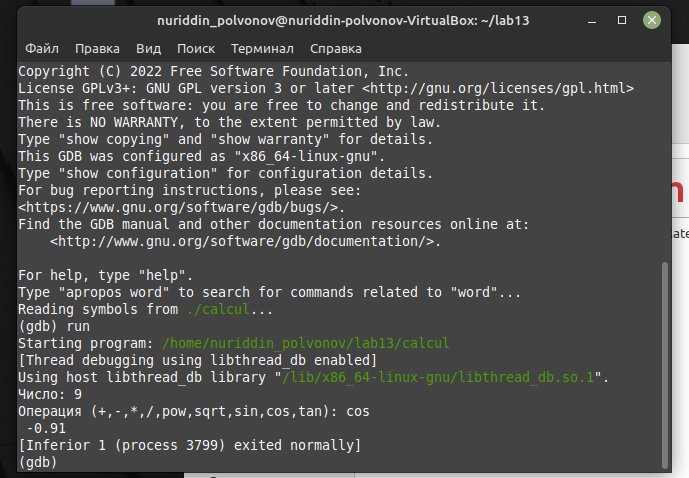 nuriddin_polvonov@nuriddin-polvonov-VirtualBox: ~/lab13
Файл Правка Вид Поиск Терминал Справка
Copyright (C) 2022 Free Software Foundation, Inc.
License GPLv3+: GNU GPL version 3 or later <http://gnu.org/licenses/gpl.html>
This is free software: you are free to change and redistribute it.
There is NO WARRANTY, to the extent permitted by law.
Type "show copying" and "show warranty" for details.
This GDB was configured as "x86_64-linux-gnu".
Type "show configuration" for configuration details.
For bug reporting instructions, please see:
<https://www.gnu.org/software/gdb/bugs/>.
Find the GDB manual and other documentation resources online at:
    <http://www.gnu.org/software/gdb/documentation/>.

For help, type "help".
Type "apropos word" to search for commands related to "word"...
Reading symbols from ./calcul...
(gdb) run
Starting program: /home/nuriddin_polvonov/lab13/calcul
[Thread debugging using libthread_db enabled]
Using host libthread_db library "/lib/x86_64-linux-gnu/libthread_db.so.1".
Число: 9
Операция (+,-,*,/,pow,sqrt,sin,cos,tan): cos
 -0.91
[Inferior 1 (process 3799) exited normally]
(gdb)